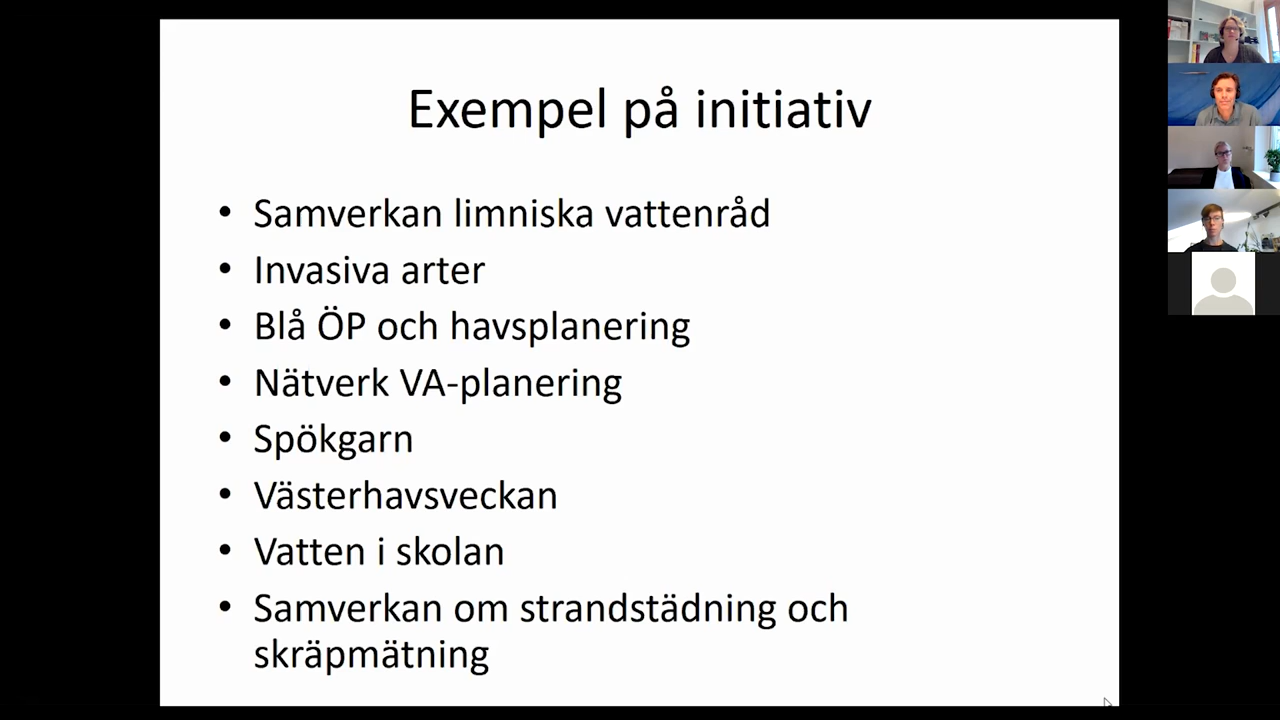 Exempel på initiativ
• Samverkan limniska vattenråd
• Invasiva arter
• Blå ÖP och havsplanering
• Nätverk VA-planering
• Spökgarn
• Västerhavsveckan
• Vatten i skolan
• Samverkan om strandstädning och
skräpmätning